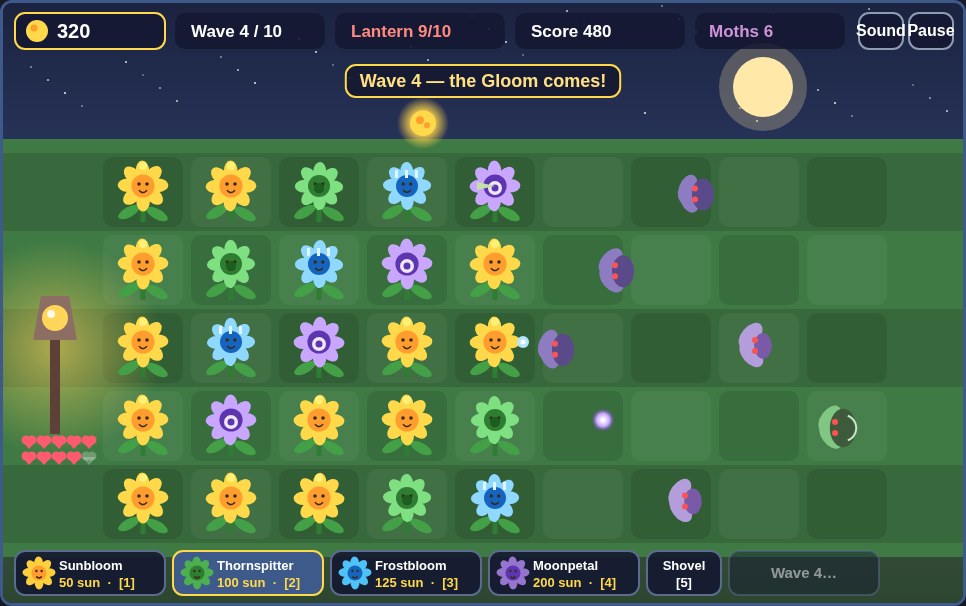 320
Wave 4 / 10
Lantern 9/10
Score 480
Moths 6
Sound
Pause
Wave 4 — the Gloom comes!
Sunbloom
50 sun · [1]
Thornspitter
100 sun · [2]
Frostbloom
125 sun · [3]
Moonpetal
200 sun · [4]
Shovel
[5]
Wave 4…